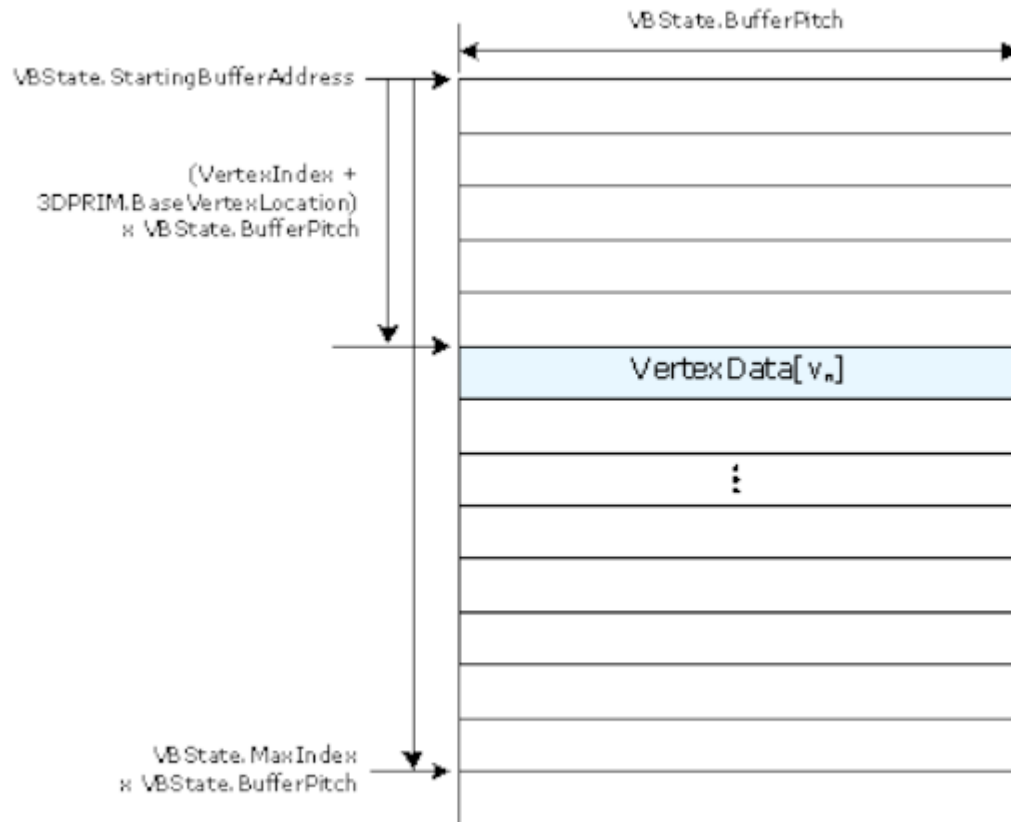 VBState.BufferPitch
VBState.StartingBufferAddress
(VertexIndex +
3DPRIM.BaseVertexLocation)
x VBState.BufferPitch
VertexData[vₙ]
⋮
VBState.MaxIndex
x VBState.BufferPitch